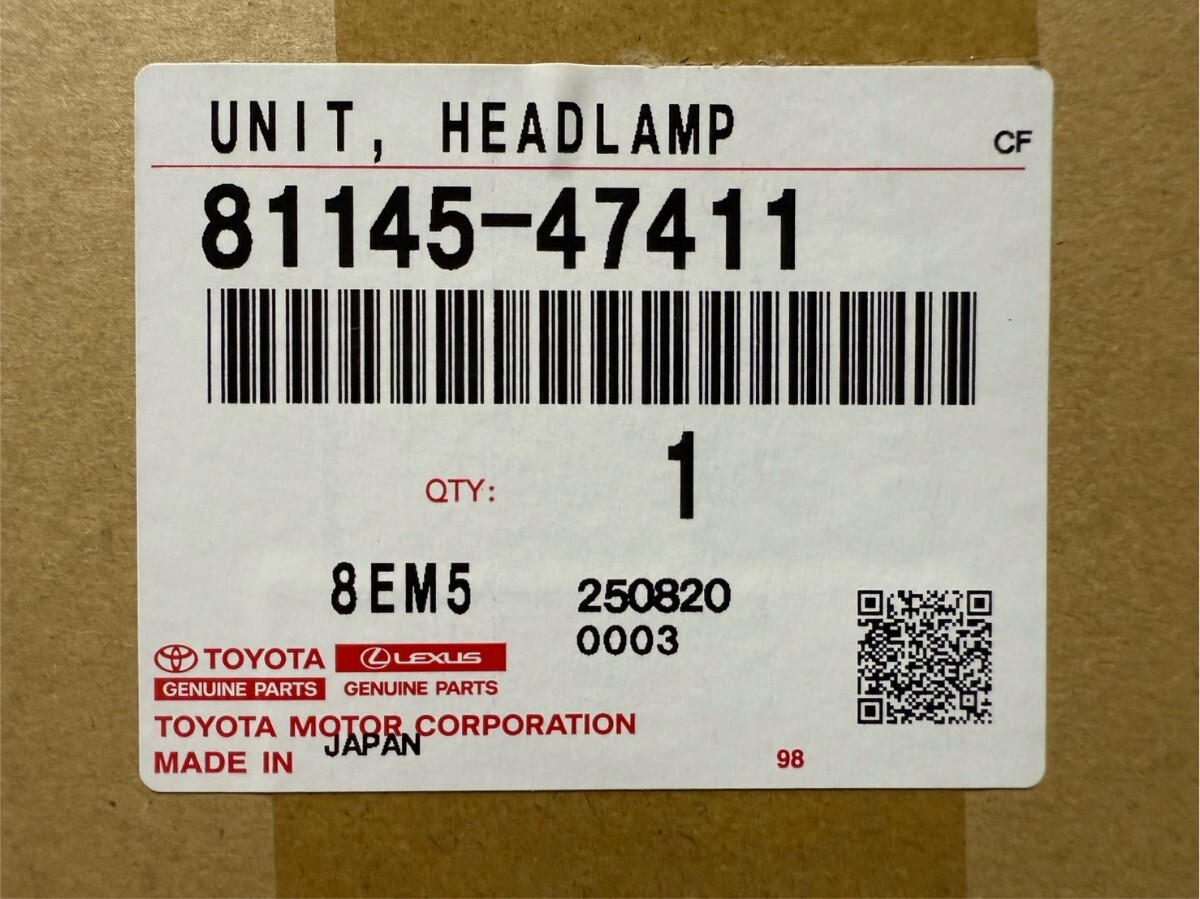 UNIT, HEADLAMP
CF
81145-47411
QTY: 1
8EM5 250820
0003
TOYOTA LEXUS
GENUINE PARTS GENUINE PARTS
TOYOTA MOTOR CORPORATION
MADE IN JAPAN
98